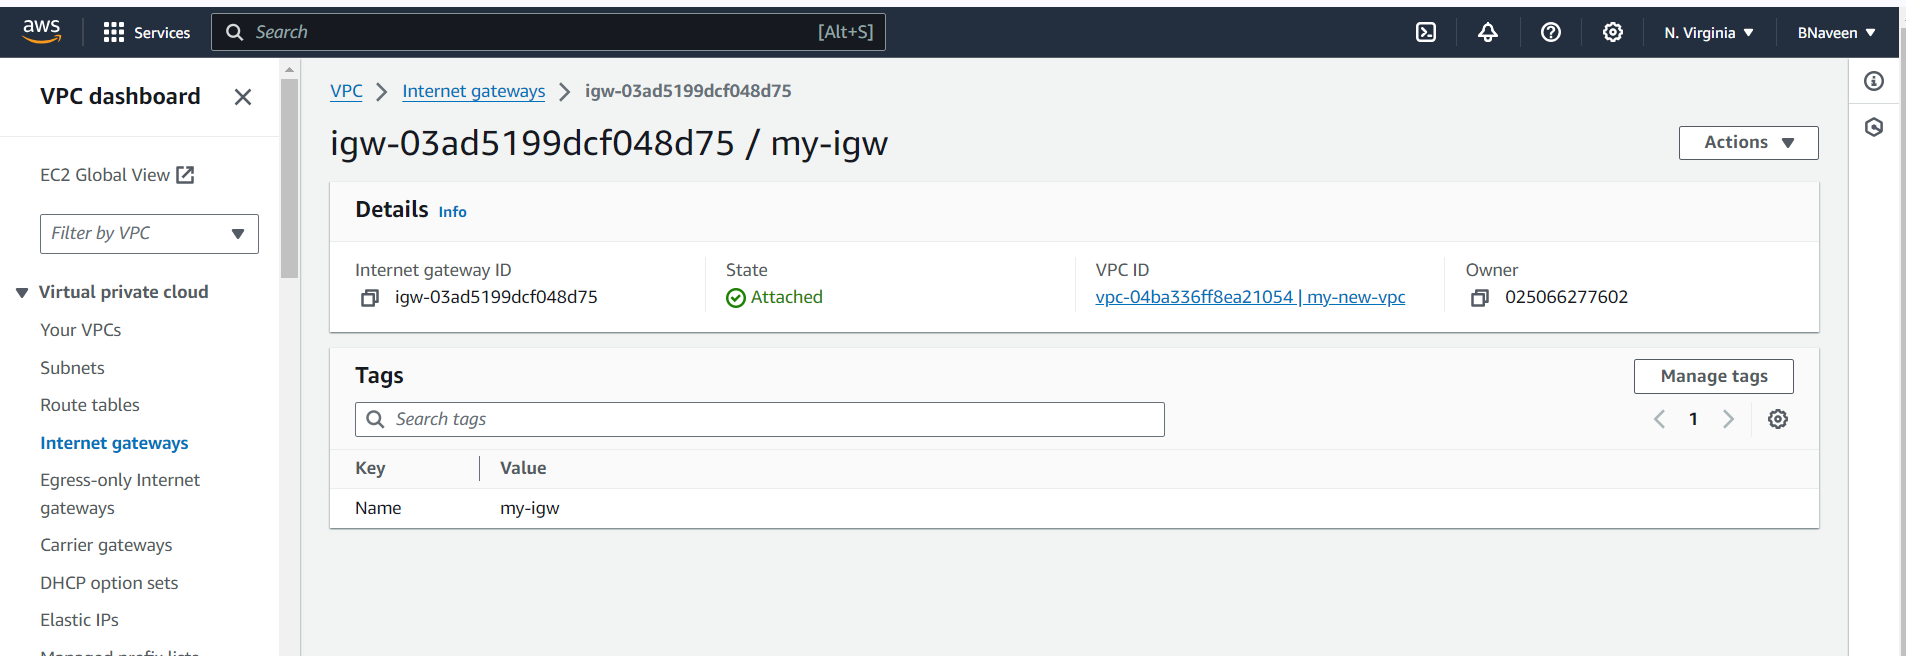 aws Services Search [Alt+S] N. Virginia BNaveen
VPC dashboard
EC2 Global View
Filter by VPC
Virtual private cloud
Your VPCs
Subnets
Route tables
Internet gateways
Egress-only Internet
gateways
Carrier gateways
DHCP option sets
Elastic IPs
Managed prefix lists
VPC Internet gateways igw-03ad5199dcf048d75
igw-03ad5199dcf048d75 / my-igw
Actions
Details Info
Internet gateway ID
igw-03ad5199dcf048d75
State
Attached
VPC ID
vpc-04ba336ff8ea21054 | my-new-vpc
Owner
025066277602
Tags
Manage tags
Search tags
1
Key Value
Name my-igw